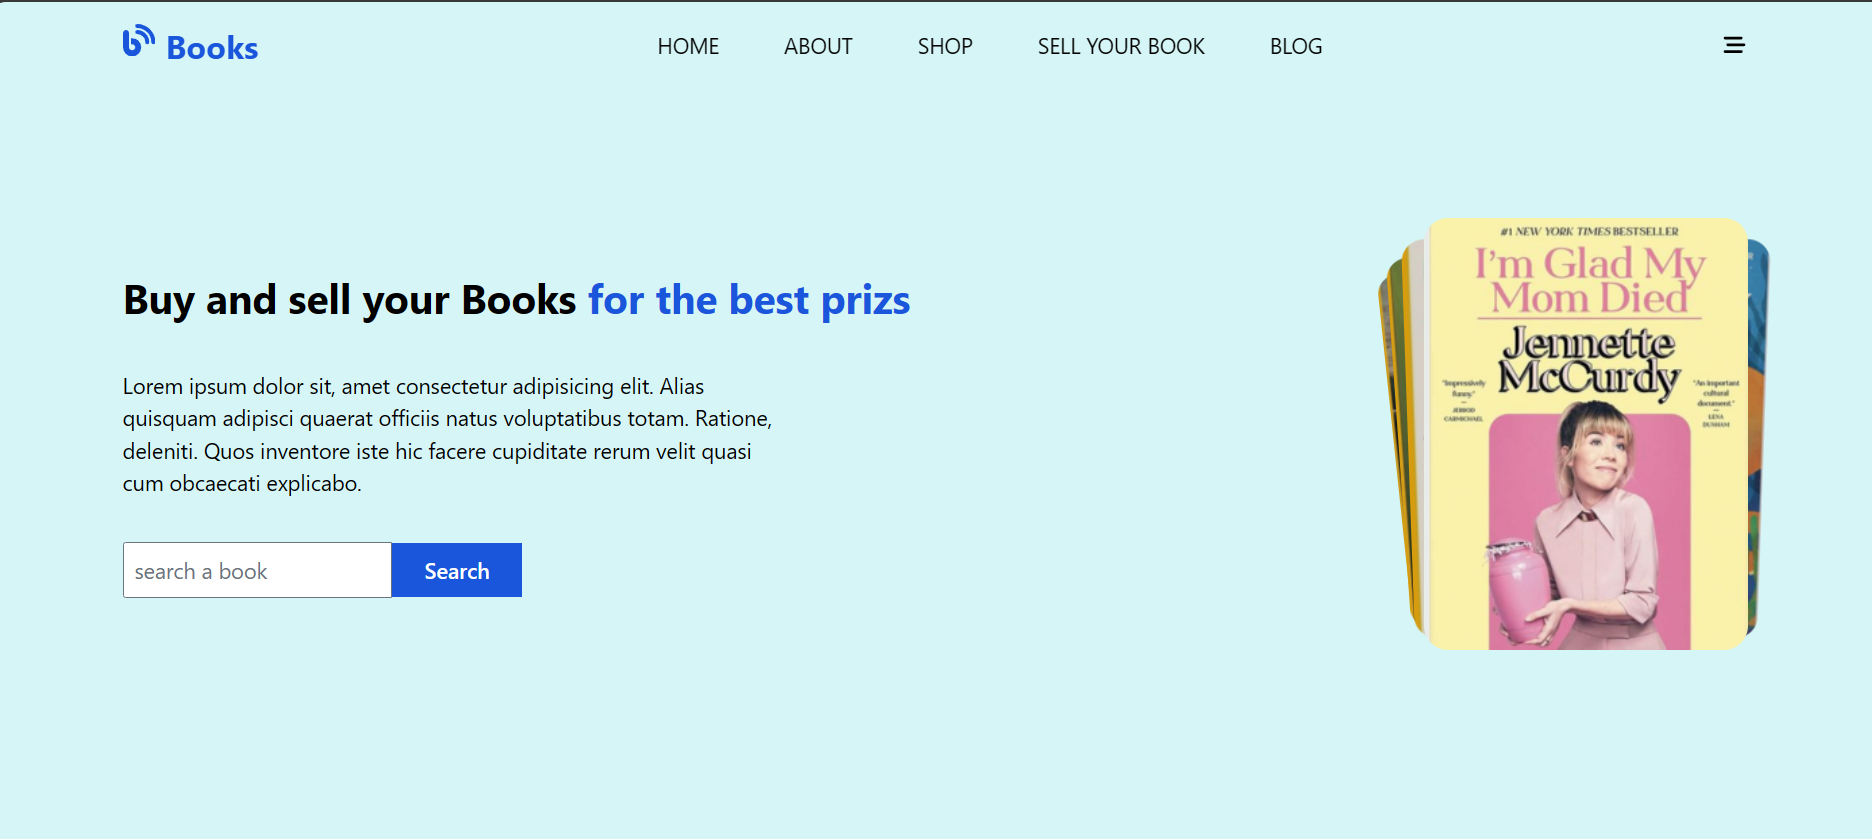 Books
HOME ABOUT SHOP SELL YOUR BOOK BLOG
Buy and sell your Books for the best prizs
Lorem ipsum dolor sit, amet consectetur adipisicing elit. Alias
quisquam adipisci quaerat officiis natus voluptatibus totam. Ratione,
deleniti. Quos inventore iste hic facere cupiditate rerum velit quasi
cum obcaecati explicabo.
search a book Search
#1 NEW YORK TIMES BESTSELLER
I'm Glad My
Mom Died
Jennette
McCurdy
"Impressively
funny."
—
JERROD
CARMICHAEL
"An important
cultural
document."
—
LENA
DUNHAM